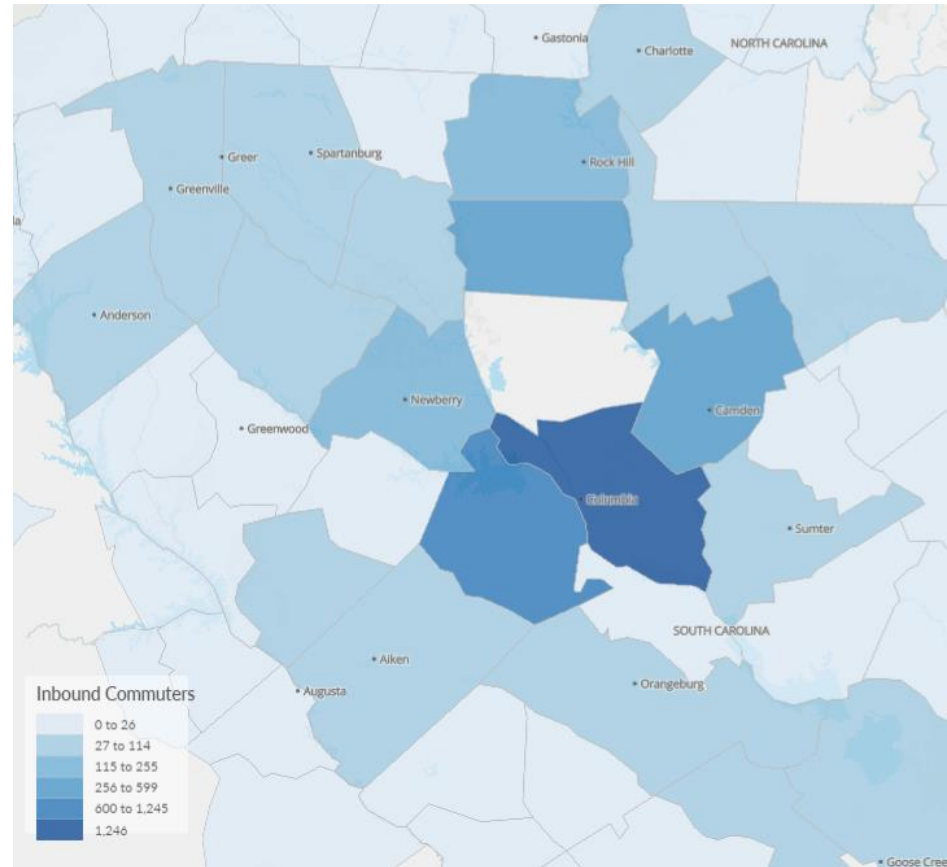 Gastonia
Charlotte
NORTH CAROLINA
Greer
Spartanburg
Rock Hill
Greenville
la
Anderson
Newberry
Camden
Greenwood
Columbia
Sumter
SOUTH CAROLINA
Aiken
Orangeburg
Augusta
Inbound Commuters
0 to 26
27 to 114
115 to 255
256 to 599
600 to 1,245
1,246
Goose Cree